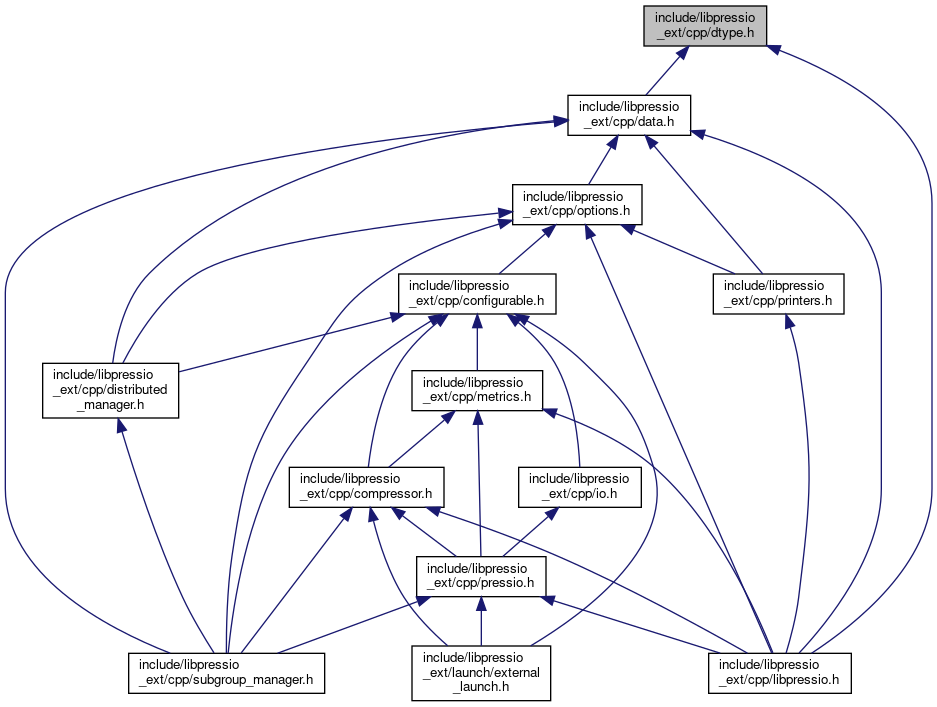 include/libpressio
_ext/cpp/dtype.h
include/libpressio
_ext/cpp/data.h
include/libpressio
_ext/cpp/options.h
include/libpressio
_ext/cpp/configurable.h
include/libpressio
_ext/cpp/printers.h
include/libpressio
_ext/cpp/distributed
_manager.h
include/libpressio
_ext/cpp/metrics.h
include/libpressio
_ext/cpp/compressor.h
include/libpressio
_ext/cpp/io.h
include/libpressio
_ext/cpp/pressio.h
include/libpressio
_ext/cpp/subgroup_manager.h
include/libpressio
_ext/launch/external
_launch.h
include/libpressio
_ext/cpp/libpressio.h